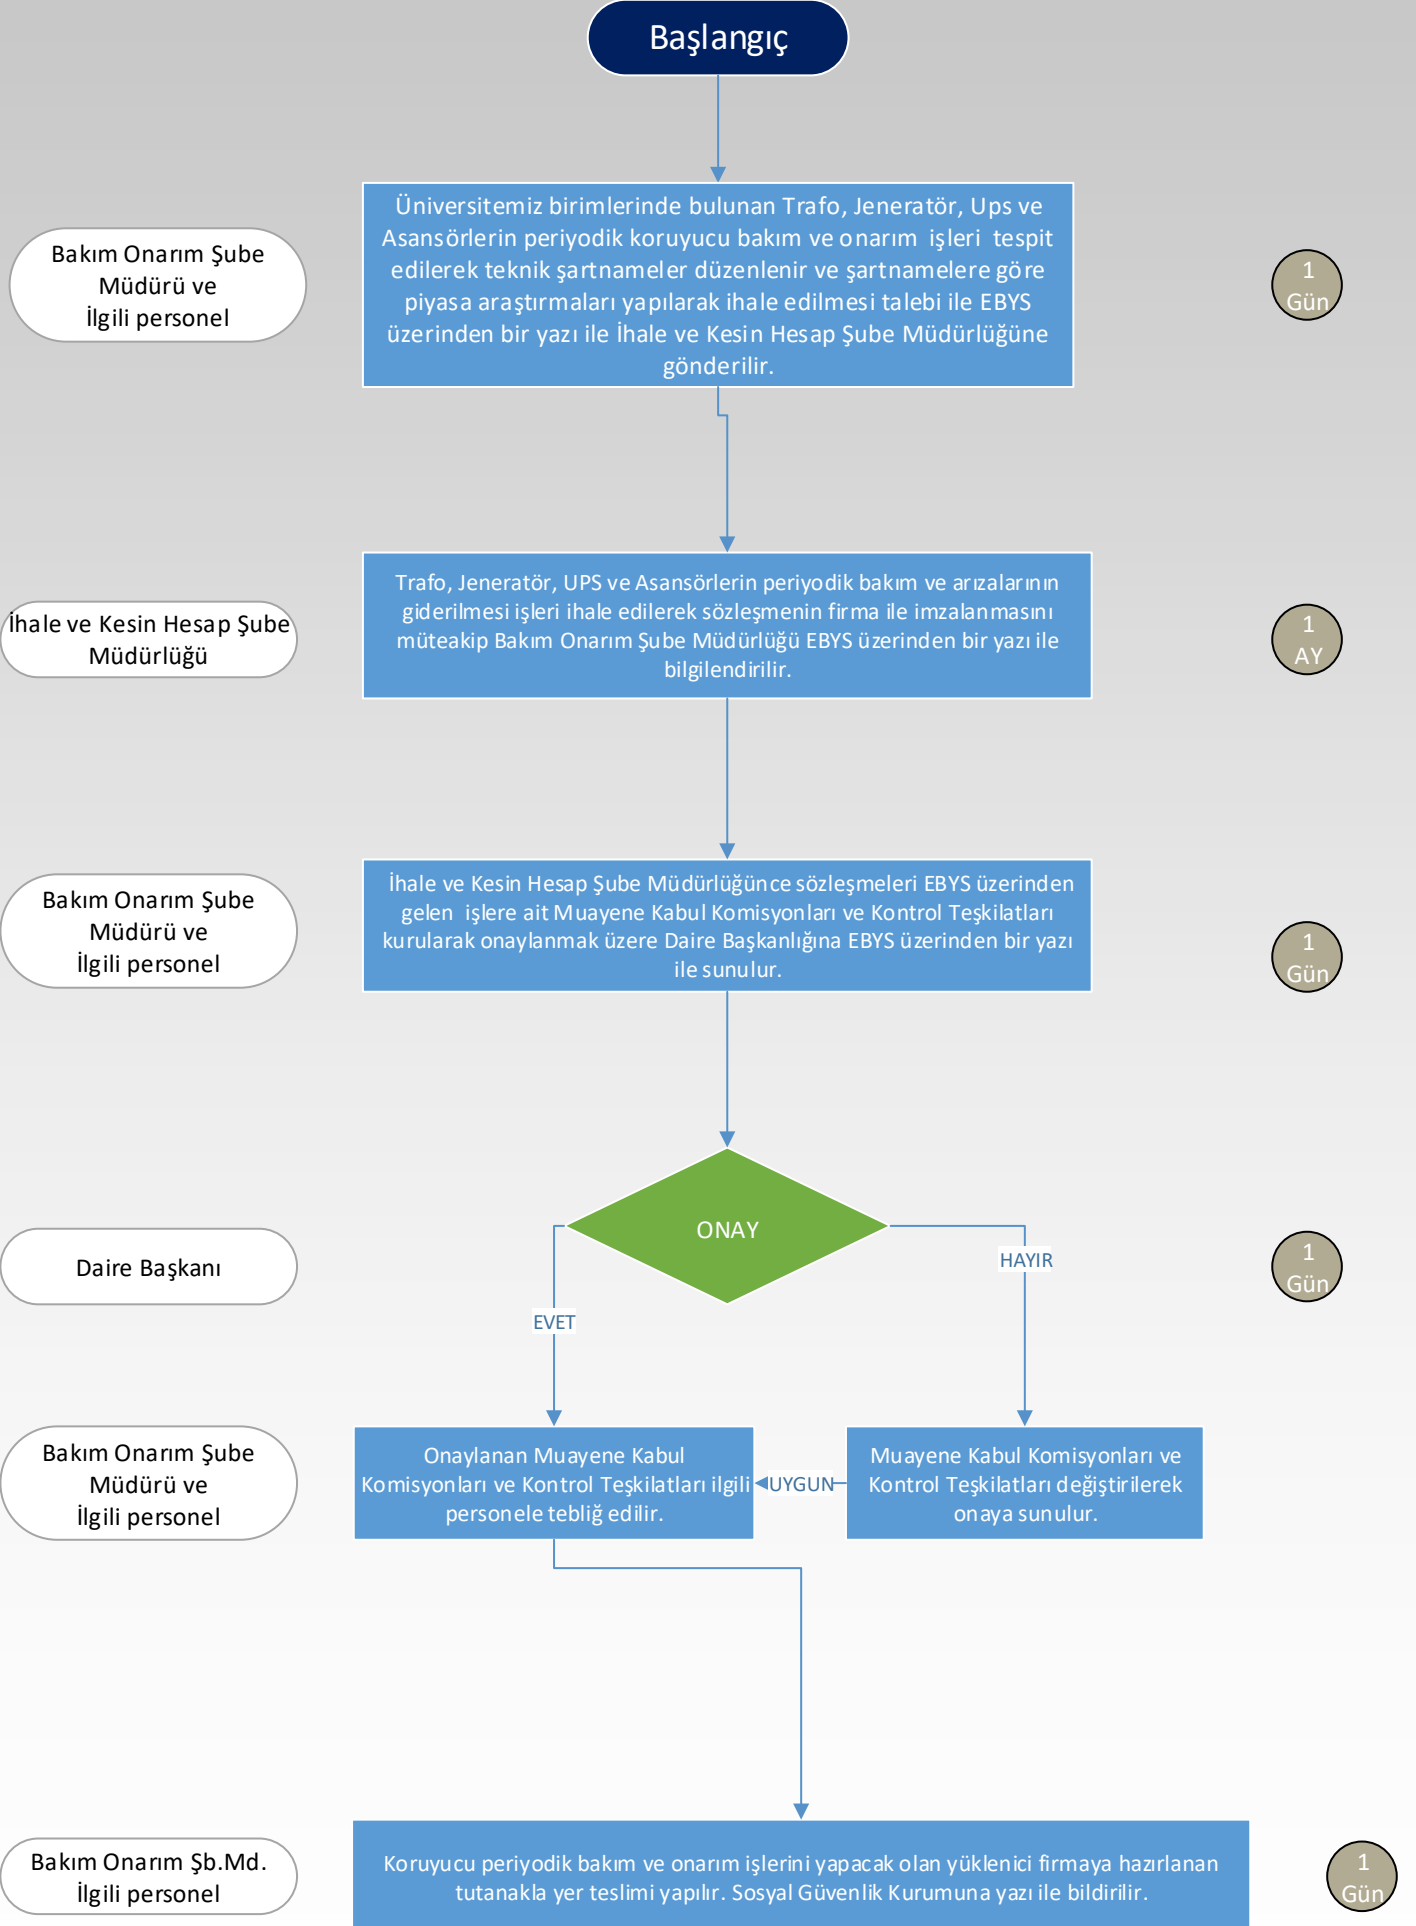 Başlangıç
Bakım Onarım Şube
Müdürü ve
İlgili personel
Üniversitemiz birimlerinde bulunan Trafo, Jeneratör, Ups ve
Asansörlerin periyodik koruyucu bakım ve onarım işleri tespit
edilerek teknik şartnameler düzenlenir ve şartnamelere göre
piyasa araştırmaları yapılarak ihale edilmesi talebi ile EBYS
üzerinden bir yazı ile İhale ve Kesin Hesap Şube Müdürlüğüne
gönderilir.
1
Gün
İhale ve Kesin Hesap Şube
Müdürlüğü
Trafo, Jeneratör, UPS ve Asansörlerin periyodik bakım ve arızalarının
giderilmesi işleri ihale edilerek sözleşmenin firma ile imzalanmasını
müteakip Bakım Onarım Şube Müdürlüğü EBYS üzerinden bir yazı ile
bilgilendirilir.
1
AY
Bakım Onarım Şube
Müdürü ve
İlgili personel
İhale ve Kesin Hesap Şube Müdürlüğünce sözleşmeleri EBYS üzerinden
gelen işlere ait Muayene Kabul Komisyonları ve Kontrol Teşkilatları
kurularak onaylanmak üzere Daire Başkanlığına EBYS üzerinden bir yazı
ile sunulur.
1
Gün
Daire Başkanı
ONAY
HAYIR
EVET
1
Gün
Bakım Onarım Şube
Müdürü ve
İlgili personel
Onaylanan Muayene Kabul
Komisyonları ve Kontrol Teşkilatları ilgili
personele tebliğ edilir.
UYGUN
Muayene Kabul Komisyonları ve
Kontrol Teşkilatları değiştirilerek
onaya sunulur.
Bakım Onarım Şb.Md.
İlgili personel
Koruyucu periyodik bakım ve onarım işlerini yapacak olan yüklenici firmaya hazırlanan
tutanakla yer teslimi yapılır. Sosyal Güvenlik Kurumuna yazı ile bildirilir.
1
Gün